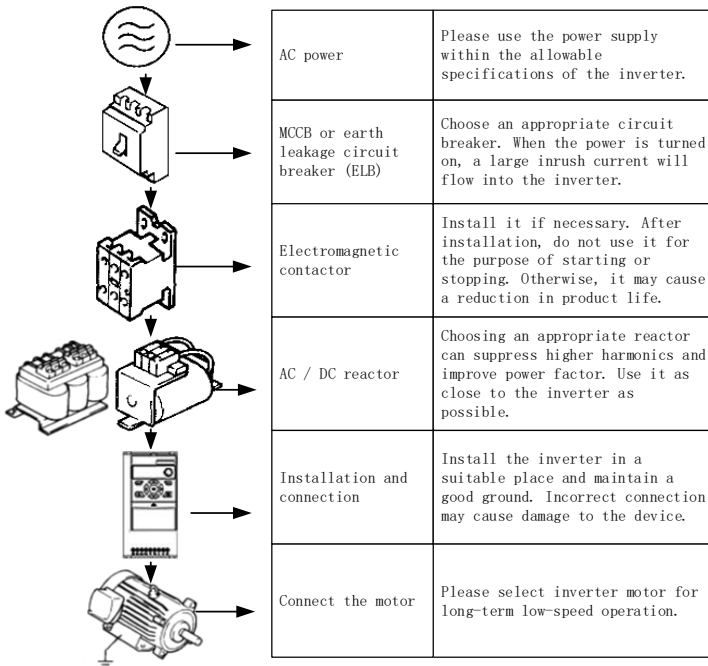 AC power
Please use the power supply
within the allowable
specifications of the inverter.
MCCB or earth
leakage circuit
breaker (ELB)
Choose an appropriate circuit
breaker. When the power is turned
on, a large inrush current will
flow into the inverter.
Electromagnetic
contactor
Install it if necessary. After
installation, do not use it for
the purpose of starting or
stopping. Otherwise, it may cause
a reduction in product life.
AC / DC reactor
Choosing an appropriate reactor
can suppress higher harmonics and
improve power factor. Use it as
close to the inverter as
possible.
Installation and
connection
Install the inverter in a
suitable place and maintain a
good ground. Incorrect connection
may cause damage to the device.
Connect the motor
Please select inverter motor for
long-term low-speed operation.